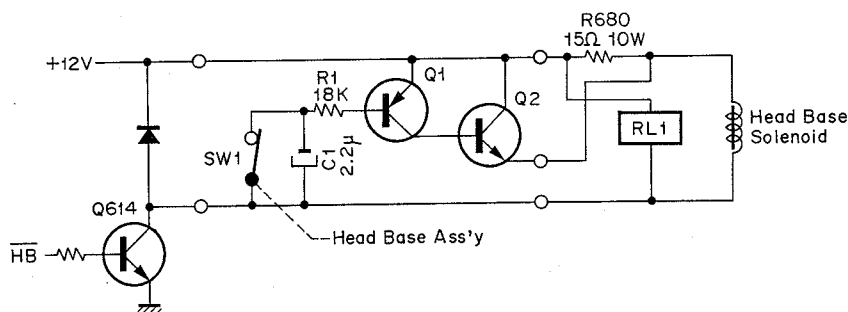 +12V
R1
18K
Q1
Q2
R680
15Ω 10W
SW1
C1
2.2μ
RL1
Head Base
Solenoid
Q614
HB
Head Base Ass'y